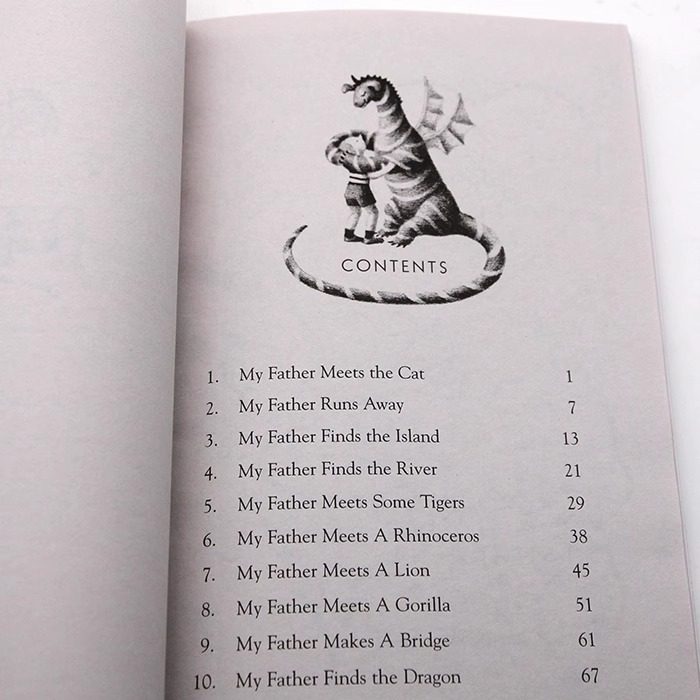 CONTENTS
1. My Father Meets the Cat 1
2. My Father Runs Away 7
3. My Father Finds the Island 13
4. My Father Finds the River 21
5. My Father Meets Some Tigers 29
6. My Father Meets A Rhinoceros 38
7. My Father Meets A Lion 45
8. My Father Meets A Gorilla 51
9. My Father Makes A Bridge 61
10. My Father Finds the Dragon 67